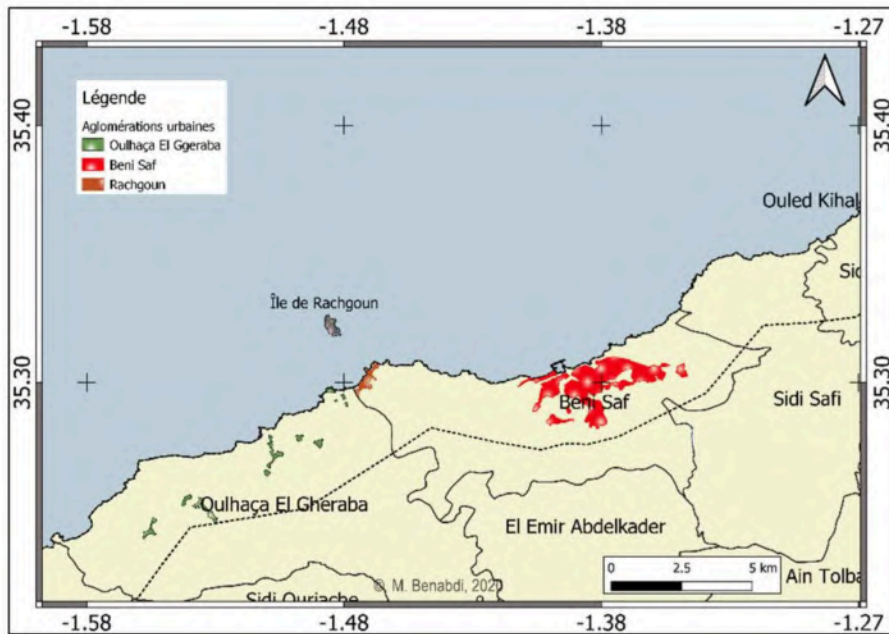 -1.58 -1.48 -1.38 -1.27
35.40
35.40
Légende
Aglomérations urbaines
Oulhaça El Ggeraba
Beni Saf
Rachgoun
Ouled Kihal
Île de Rachgoun
35.30
35.30
Beni Saf
Sidi Safi
Oulhaça El Gheraba
El Emir Abdelkader
0 2.5 5 km
Ain Tolba
© M. Benabdi, 2020
Sidi Ouriache
-1.58 -1.48 -1.38 -1.27